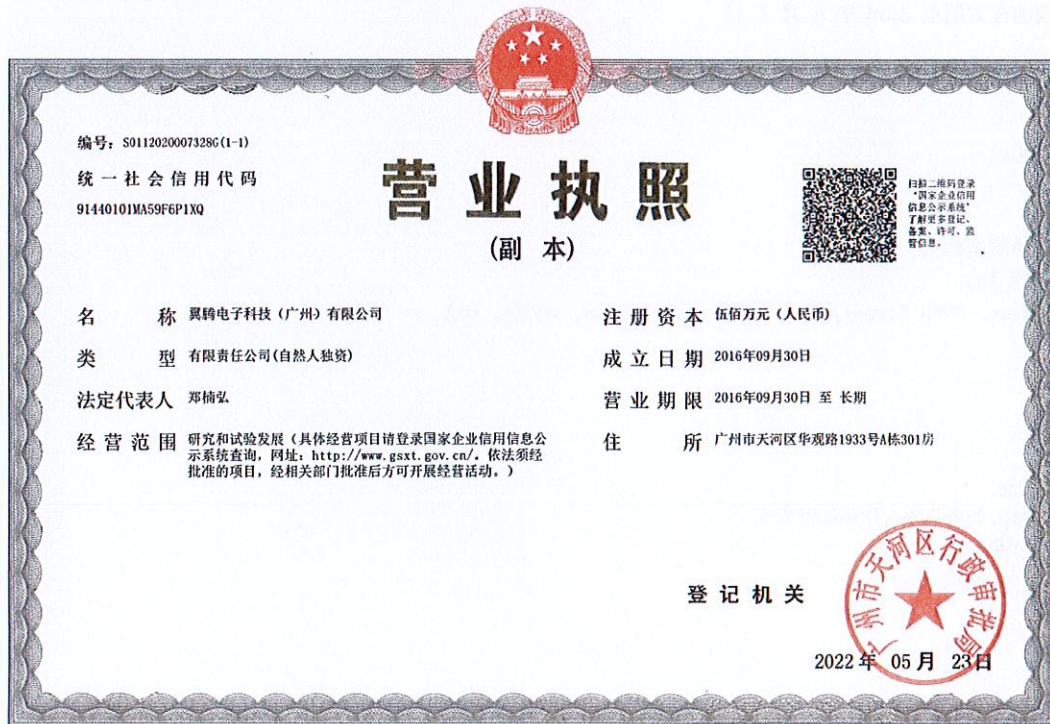 编号: S0112020007328G(1-1)
统一社会信用代码
91440101MA59F6P1XQ
营业执照
(副 本)
扫描二维码登录
“国家企业信用
信息公示系统”
了解更多登记、
备案、许可、监
管信息。
名 称 翼骋电子科技（广州）有限公司
类 型 有限责任公司(自然人独资)
法定代表人 郑楠弘
经营范围 研究和试验发展（具体经营项目请登录国家企业信用信息公
示系统查询，网址：http://www.gsxt.gov.cn/。依法须经
批准的项目，经相关部门批准后方可开展经营活动。）
注册资本 伍佰万元（人民币）
成立日期 2016年09月30日
营业期限 2016年09月30日 至 长期
住 所 广州市天河区华观路1933号A栋301房
登记机关
广州市天河区行政审批局
2022年 05月 23日